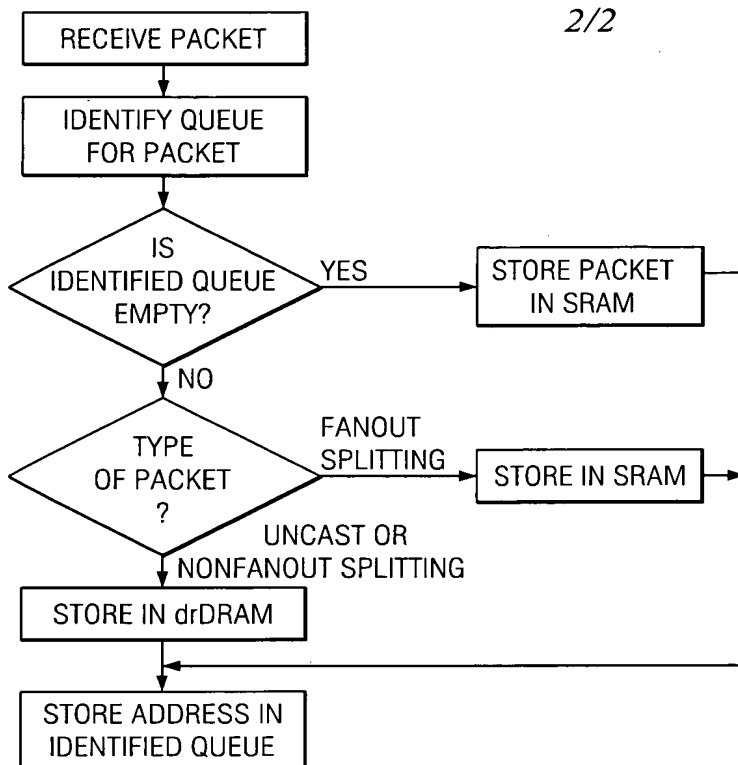 2/2
RECEIVE PACKET
IDENTIFY QUEUE
FOR PACKET
IS
IDENTIFIED QUEUE
EMPTY?
YES
STORE PACKET
IN SRAM
NO
TYPE
OF PACKET
?
FANOUT
SPLITTING
STORE IN SRAM
UNCAST OR
NONFANOUT SPLITTING
STORE IN drDRAM
STORE ADDRESS IN
IDENTIFIED QUEUE